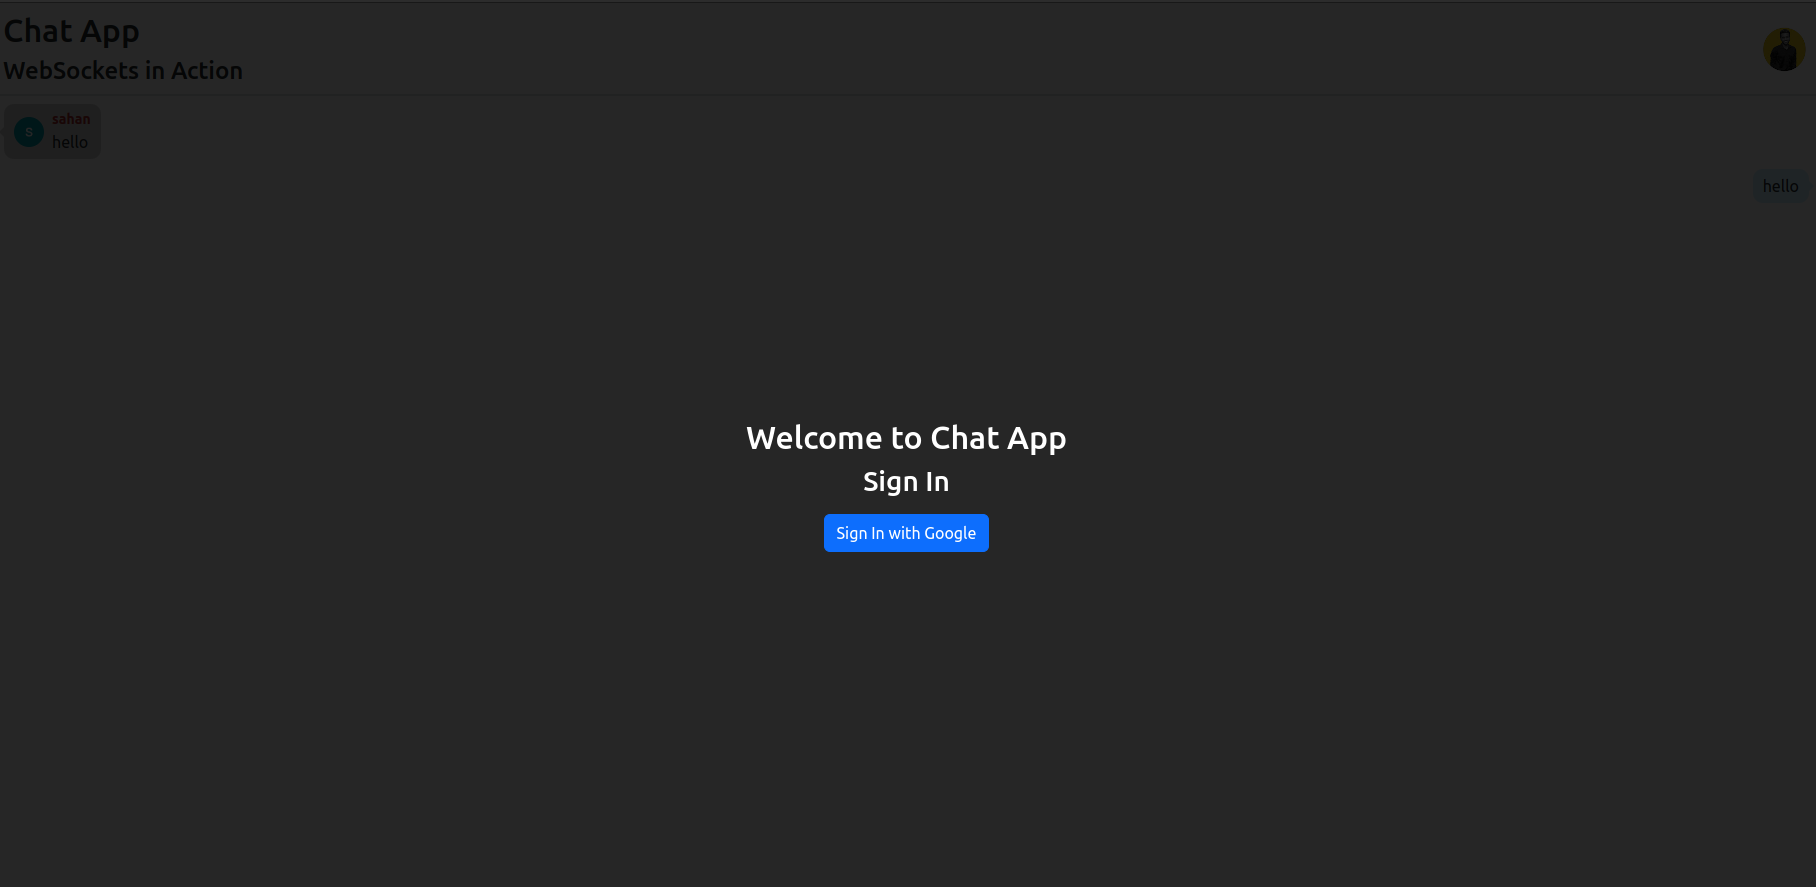 Chat App
WebSockets in Action
S
sahan
hello
hello
Welcome to Chat App
Sign In
Sign In with Google